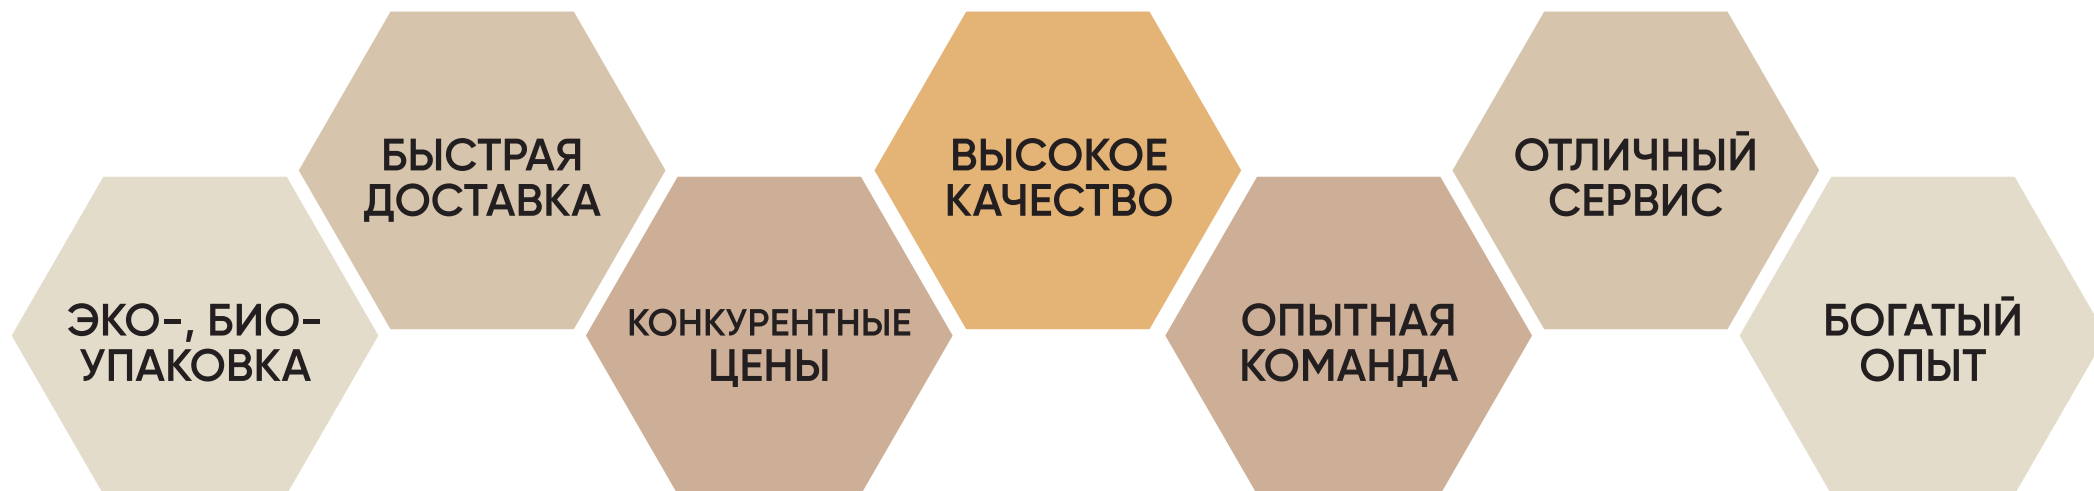 ЭКО-, БИО-
УПАКОВКА
БЫСТРАЯ
ДОСТАВКА
КОНКУРЕНТНЫЕ
ЦЕНЫ
ВЫСОКОЕ
КАЧЕСТВО
ОПЫТНАЯ
КОМАНДА
ОТЛИЧНЫЙ
СЕРВИС
БОГАТЫЙ
ОПЫТ